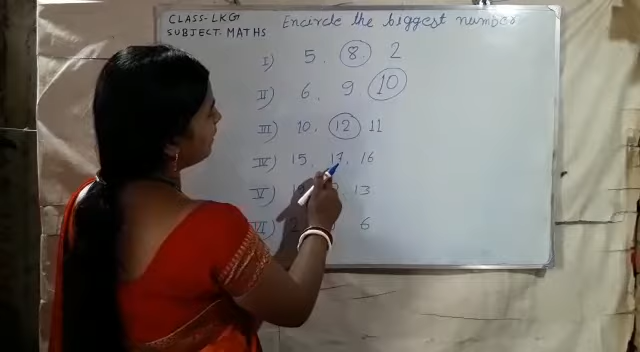 CLASS-LKG Encircle the biggest number
SUBJECT. MATHS
I) 5. 8. 2
II) 6. 9 10
III) 10. 12 11
IV) 15. 17. 16
V) 13
VI) 6